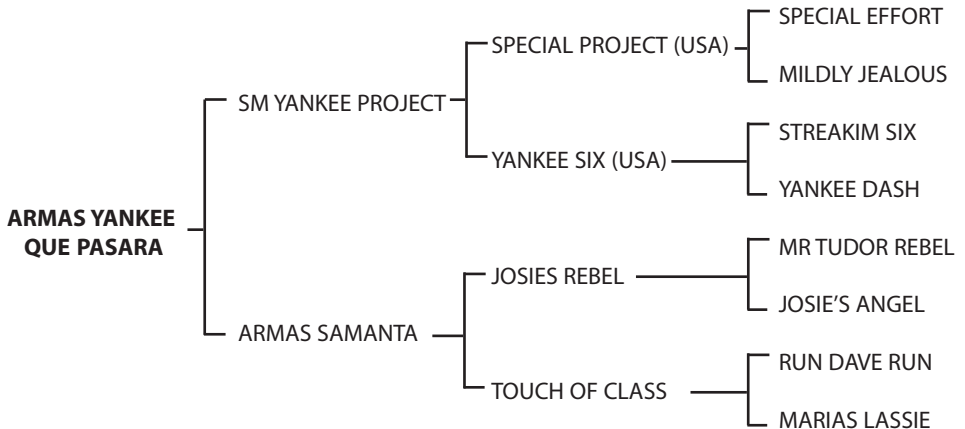 SPECIAL EFFORT
SPECIAL PROJECT (USA)
MILDLY JEALOUS
SM YANKEE PROJECT
STREAKIM SIX
YANKEE SIX (USA)
YANKEE DASH
ARMAS YANKEE
QUE PASARA
MR TUDOR REBEL
JOSIES REBEL
JOSIE'S ANGEL
ARMAS SAMANTA
RUN DAVE RUN
TOUCH OF CLASS
MARIAS LASSIE